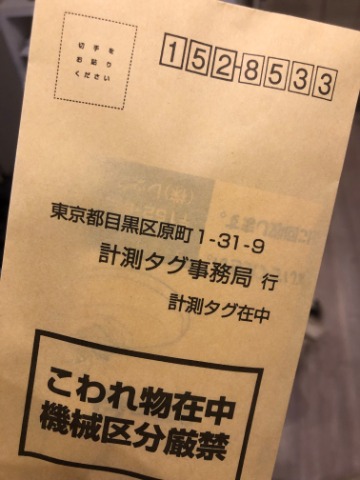 切手を
お貼り
ください
152-8533
東京都目黒区原町1-31-9
計測タグ事務局 行
計測タグ在中
こわれ物在中
機械区分厳禁